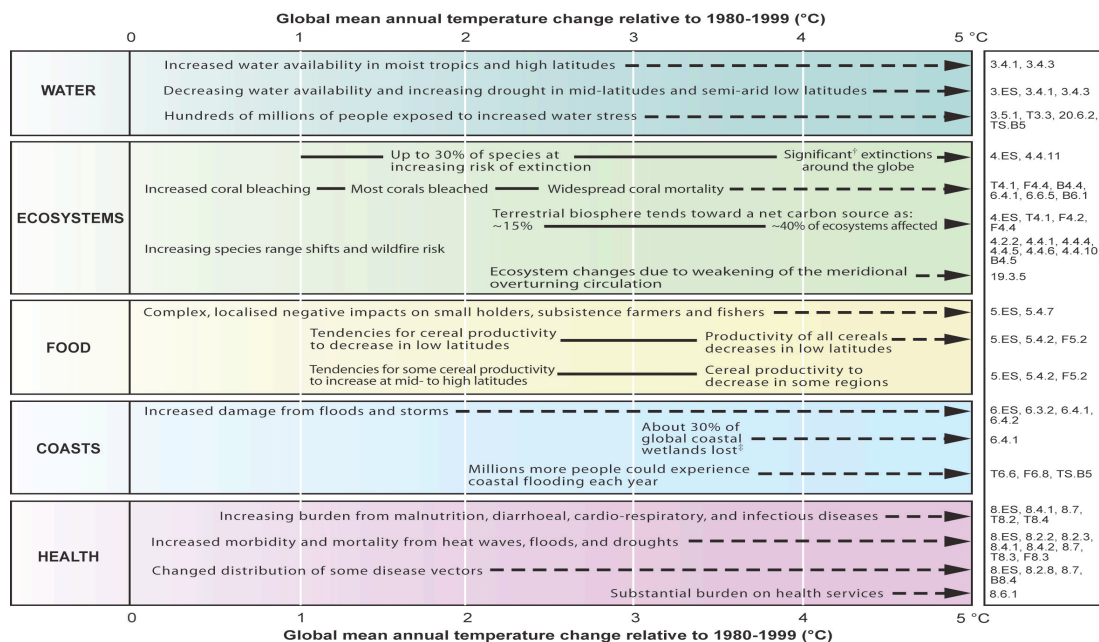 Global mean annual temperature change relative to 1980-1999 (°C)
0 1 2 3 4 5 °C
WATER
Increased water availability in moist tropics and high latitudes
3.4.1, 3.4.3
Decreasing water availability and increasing drought in mid-latitudes and semi-arid low latitudes
3.ES, 3.4.1, 3.4.3
Hundreds of millions of people exposed to increased water stress
3.5.1, T3.3, 20.6.2,
TS.B5
ECOSYSTEMS
Up to 30% of species at
increasing risk of extinction
Significant† extinctions
around the globe
4.ES, 4.4.11
Increased coral bleaching
Most corals bleached
Widespread coral mortality
T4.1, F4.4, B4.4,
6.4.1, 6.6.5, B6.1
Terrestrial biosphere tends toward a net carbon source as:
~15%
~40% of ecosystems affected
4.ES, T4.1, F4.2,
F4.4
Increasing species range shifts and wildfire risk
4.2.2, 4.4.1, 4.4.4,
4.4.5, 4.4.6, 4.4.10,
B4.5
Ecosystem changes due to weakening of the meridional
overturning circulation
19.3.5
FOOD
Complex, localised negative impacts on small holders, subsistence farmers and fishers
5.ES, 5.4.7
Tendencies for cereal productivity
to decrease in low latitudes
Productivity of all cereals
decreases in low latitudes
5.ES, 5.4.2, F5.2
Tendencies for some cereal productivity
to increase at mid- to high latitudes
Cereal productivity to
decrease in some regions
5.ES, 5.4.2, F5.2
COASTS
Increased damage from floods and storms
6.ES, 6.3.2, 6.4.1,
6.4.2
About 30% of
global coastal
wetlands lost‡
6.4.1
Millions more people could experience
coastal flooding each year
T6.6, F6.8, TS.B5
HEALTH
Increasing burden from malnutrition, diarrhoeal, cardio-respiratory, and infectious diseases
8.ES, 8.4.1, 8.7,
T8.2, T8.4
Increased morbidity and mortality from heat waves, floods, and droughts
8.ES, 8.2.2, 8.2.3,
8.4.1, 8.4.2, 8.7,
T8.3, F8.3
Changed distribution of some disease vectors
8.ES, 8.2.8, 8.7,
B8.4
Substantial burden on health services
8.6.1
0 1 2 3 4 5 °C
Global mean annual temperature change relative to 1980-1999 (°C)